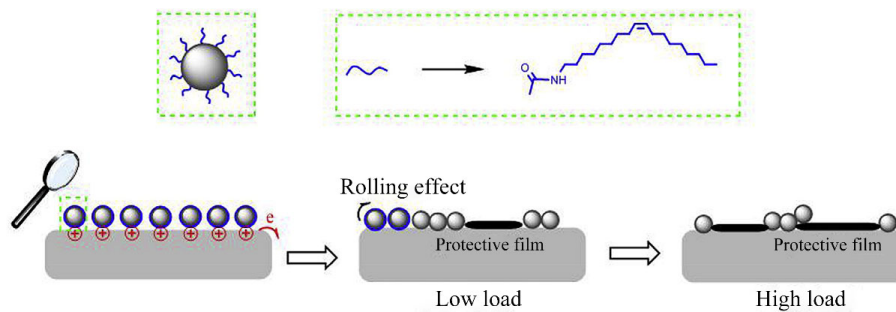 O
NH
Rolling effect
e
+ + + + + + +
Protective film
Protective film
Low load
High load